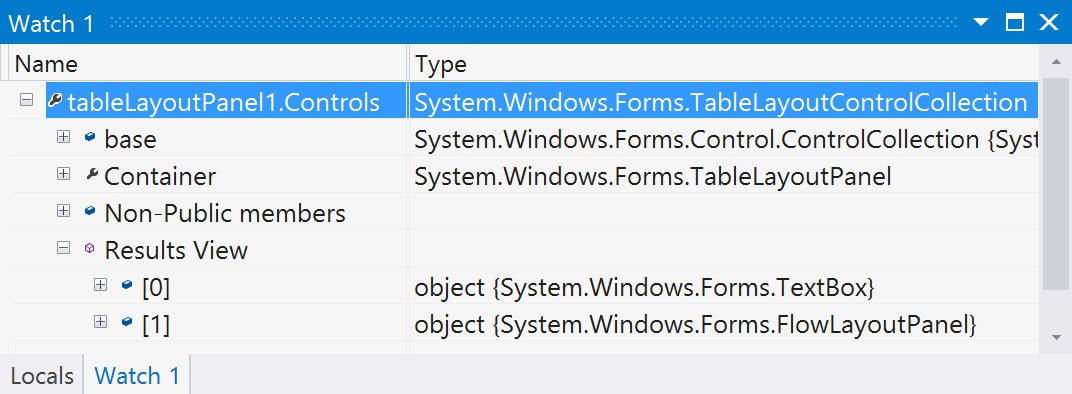 Watch 1
Name Type
tableLayoutPanel1.Controls System.Windows.Forms.TableLayoutControlCollection
base System.Windows.Forms.Control.ControlCollection {Syst
Container System.Windows.Forms.TableLayoutPanel
Non-Public members
Results View
[0] object {System.Windows.Forms.TextBox}
[1] object {System.Windows.Forms.FlowLayoutPanel}
Locals Watch 1